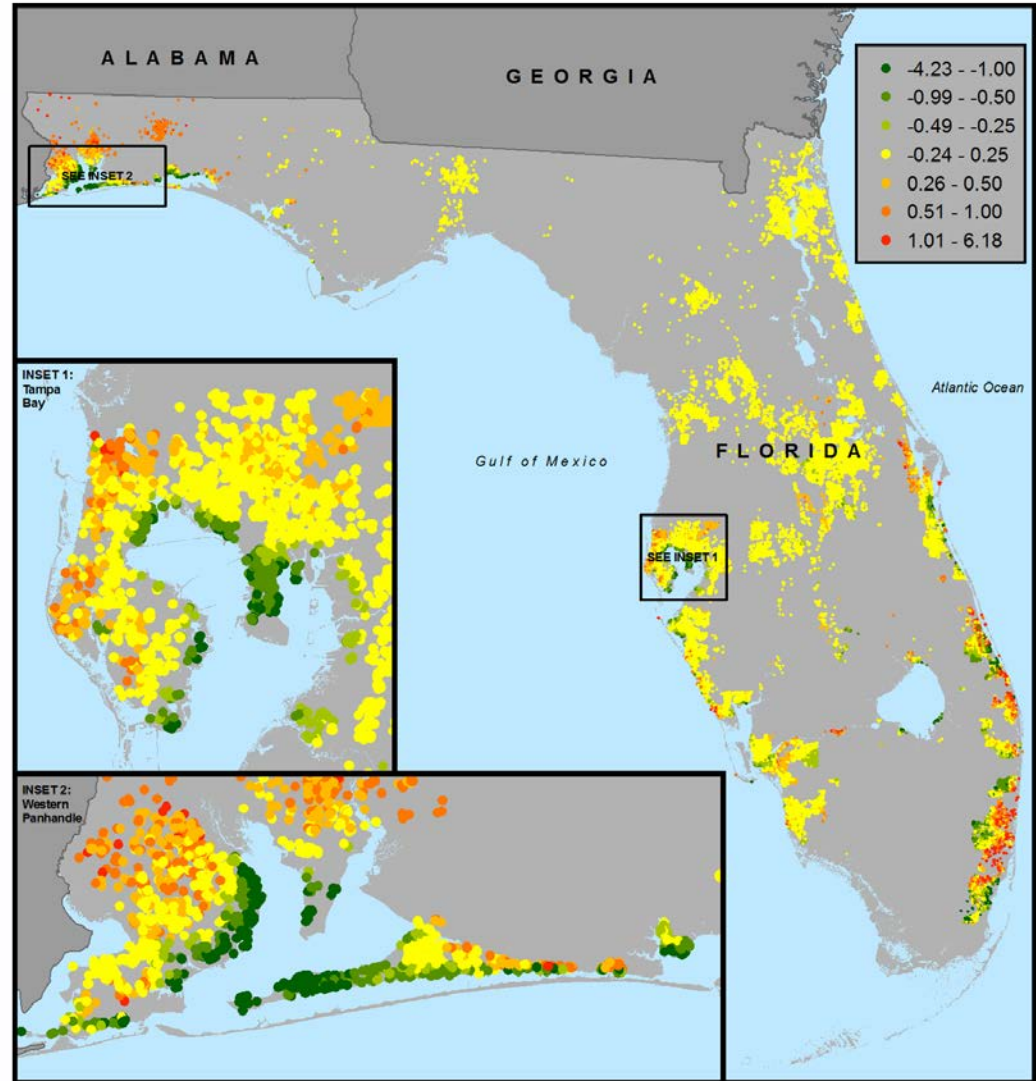 ALABAMA
GEORGIA
-4.23 - -1.00
-0.99 - -0.50
-0.49 - -0.25
-0.24 - 0.25
0.26 - 0.50
0.51 - 1.00
1.01 - 6.18
SEE INSET 2
INSET 1:
Tampa
Bay
Atlantic Ocean
Gulf of Mexico
FLORIDA
SEE INSET 1
INSET 2:
Western
Panhandle